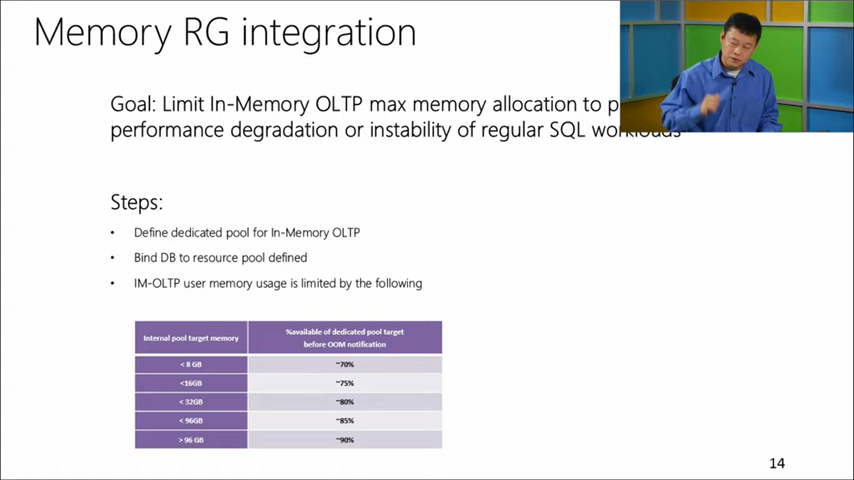 Memory RG integration
Goal: Limit In-Memory OLTP max memory allocation to
performance degradation or instability of regular SQL workloads
Steps:
• Define dedicated pool for In-Memory OLTP
• Bind DB to resource pool defined
• IM-OLTP user memory usage is limited by the following
Internal pool target memory
%available of dedicated pool target
before OOM notification
< 8 GB ~70%
<16GB ~75%
< 32GB ~80%
< 96GB ~85%
> 96 GB ~90%
14